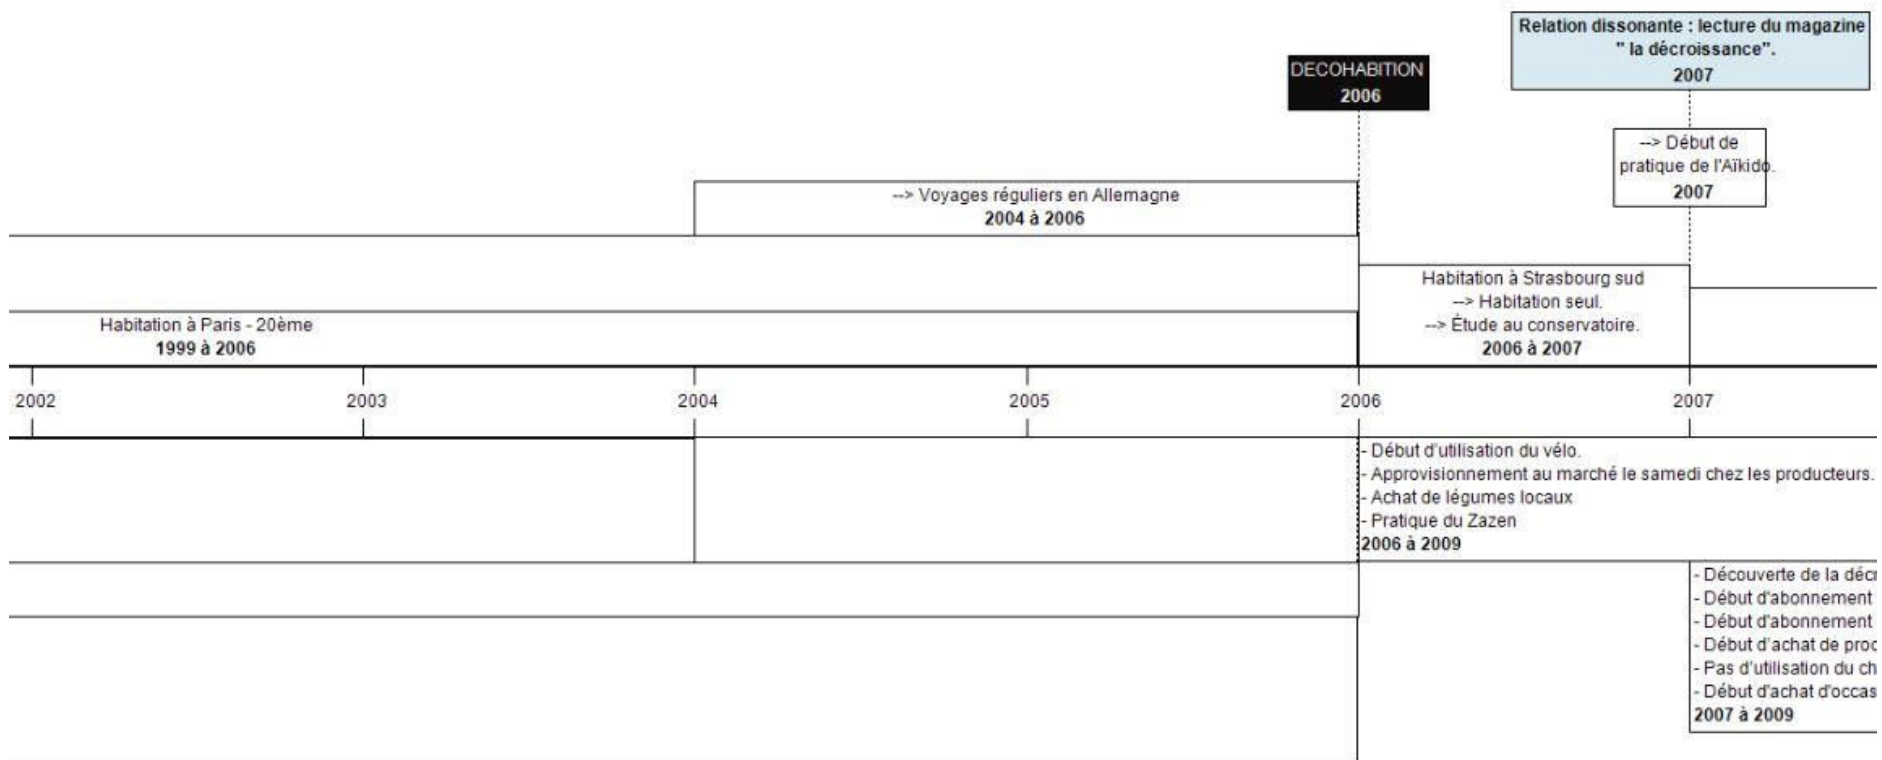 Relation dissonante : lecture du magazine
" la décroissance".
2007
DECOHABITION
2006
--> Début de
pratique de l'Aïkido.
2007
--> Voyages réguliers en Allemagne
2004 à 2006
Habitation à Strasbourg sud
--> Habitation seul.
--> Étude au conservatoire.
2006 à 2007
Habitation à Paris - 20ème
1999 à 2006
2002 2003 2004 2005 2006 2007
- Début d'utilisation du vélo.
- Approvisionnement au marché le samedi chez les producteurs.
- Achat de légumes locaux
- Pratique du Zazen
2006 à 2009
- Découverte de la décr
- Début d'abonnement
- Début d'abonnement
- Début d'achat de proc
- Pas d'utilisation du ch
- Début d'achat d'occas
2007 à 2009